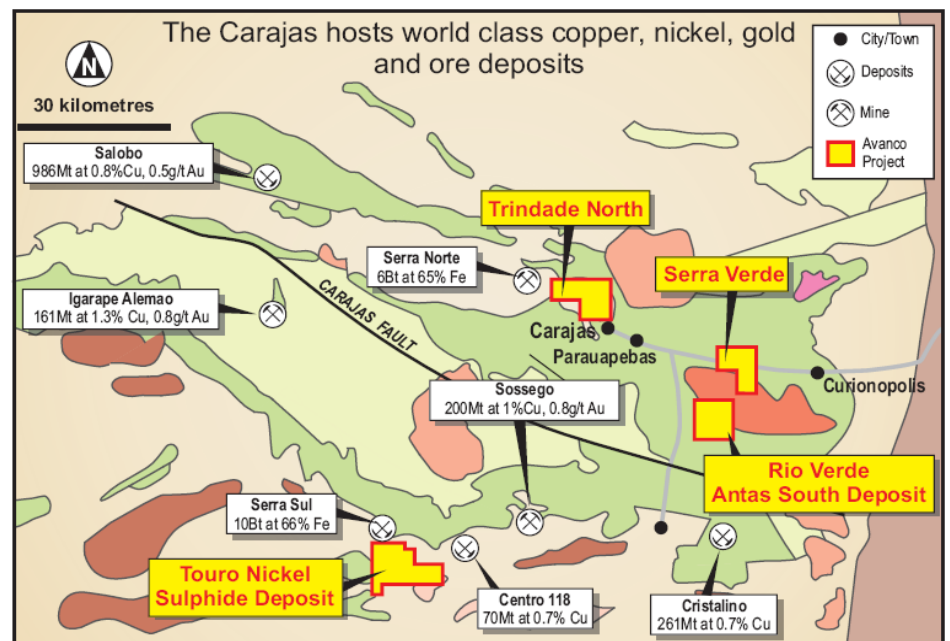 The Carajas hosts world class copper, nickel, gold
and ore deposits
N
30 kilometres
City/Town
Deposits
Mine
Avanco
Project
Salobo
986Mt at 0.8%Cu, 0.5g/t Au
Trindade North
Serra Norte
6Bt at 65% Fe
Serra Verde
Igarape Alemao
161Mt at 1.3% Cu, 0.8g/t Au
CARAJAS FAULT
Carajas
Parauapebas
Curionopolis
Sossego
200Mt at 1%Cu, 0.8g/t Au
Rio Verde
Antas South Deposit
Serra Sul
10Bt at 66% Fe
Touro Nickel
Sulphide Deposit
Centro 118
70Mt at 0.7% Cu
Cristalino
261Mt at 0.7% Cu